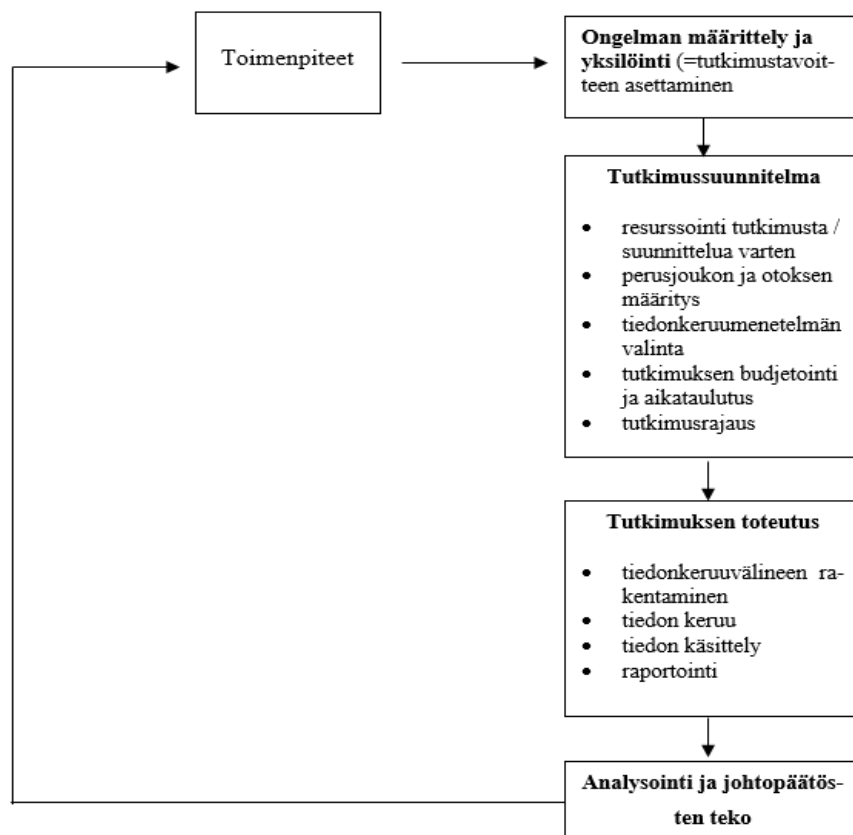 Toimenpiteet
Ongelman määrittely ja
yksilöinti (=tutkimustavoit-
teen asettaminen
Tutkimussuunnitelma
• resurssointi tutkimusta /
suunnittelua varten
• perusjoukon ja otoksen
määritys
• tiedonkeruumenetelmän
valinta
• tutkimuksen budjetointi
ja aikataulutus
• tutkimusrajaus
Tutkimuksen toteutus
• tiedonkeruuvälineen ra-
kentaminen
• tiedon keruu
• tiedon käsittely
• raportointi
Analysointi ja johtopäätös-
ten teko